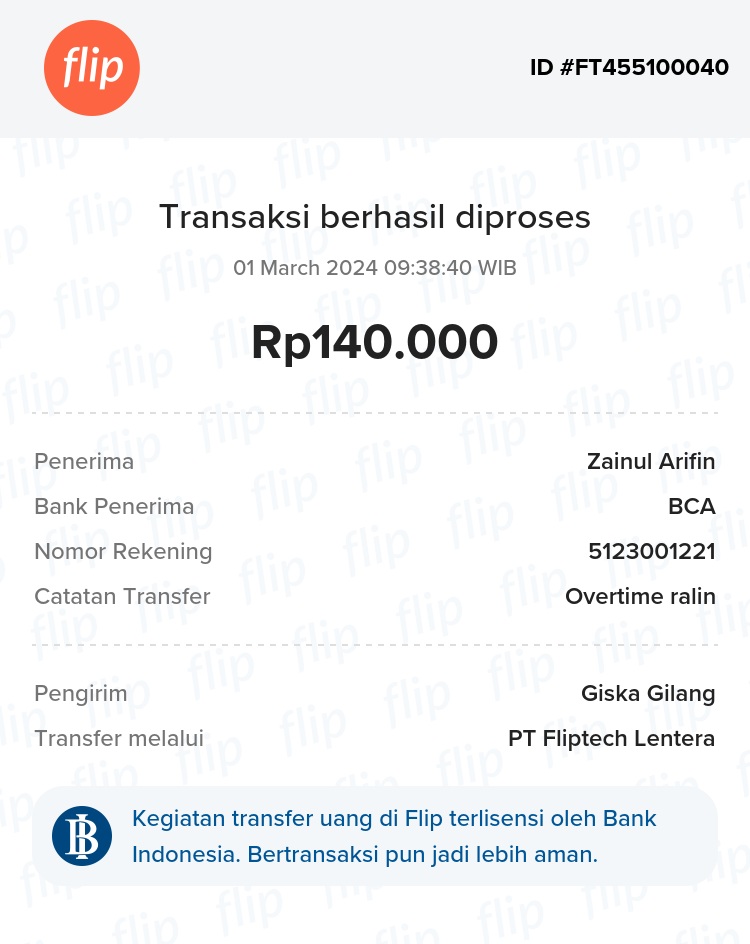 flip
ID #FT455100040
Transaksi berhasil diproses
01 March 2024 09:38:40 WIB
Rp140.000
Penerima Zainul Arifin
Bank Penerima BCA
Nomor Rekening 5123001221
Catatan Transfer Overtime ralin
Pengirim Giska Gilang
Transfer melalui PT Fliptech Lentera
Kegiatan transfer uang di Flip terlisensi oleh Bank
Indonesia. Bertransaksi pun jadi lebih aman.